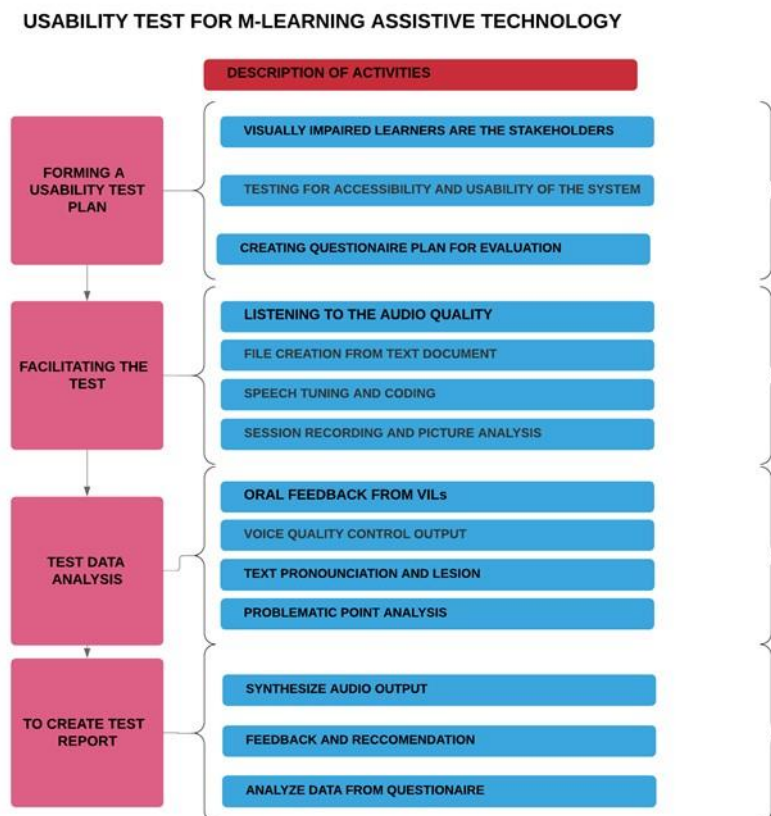 USABILITY TEST FOR M-LEARNING ASSISTIVE TECHNOLOGY
DESCRIPTION OF ACTIVITIES
FORMING A
USABILITY TEST
PLAN
VISUALLY IMPAIRED LEARNERS ARE THE STAKEHOLDERS
TESTING FOR ACCESSIBILITY AND USABILITY OF THE SYSTEM
CREATING QUESTIONAIRE PLAN FOR EVALUATION
FACILITATING THE
TEST
LISTENING TO THE AUDIO QUALITY
FILE CREATION FROM TEXT DOCUMENT
SPEECH TUNING AND CODING
SESSION RECORDING AND PICTURE ANALYSIS
TEST DATA
ANALYSIS
ORAL FEEDBACK FROM VILs
VOICE QUALITY CONTROL OUTPUT
TEXT PRONOUNCIATION AND LESION
PROBLEMATIC POINT ANALYSIS
TO CREATE TEST
REPORT
SYNTHESIZE AUDIO OUTPUT
FEEDBACK AND RECCOMENDATION
ANALYZE DATA FROM QUESTIONAIRE